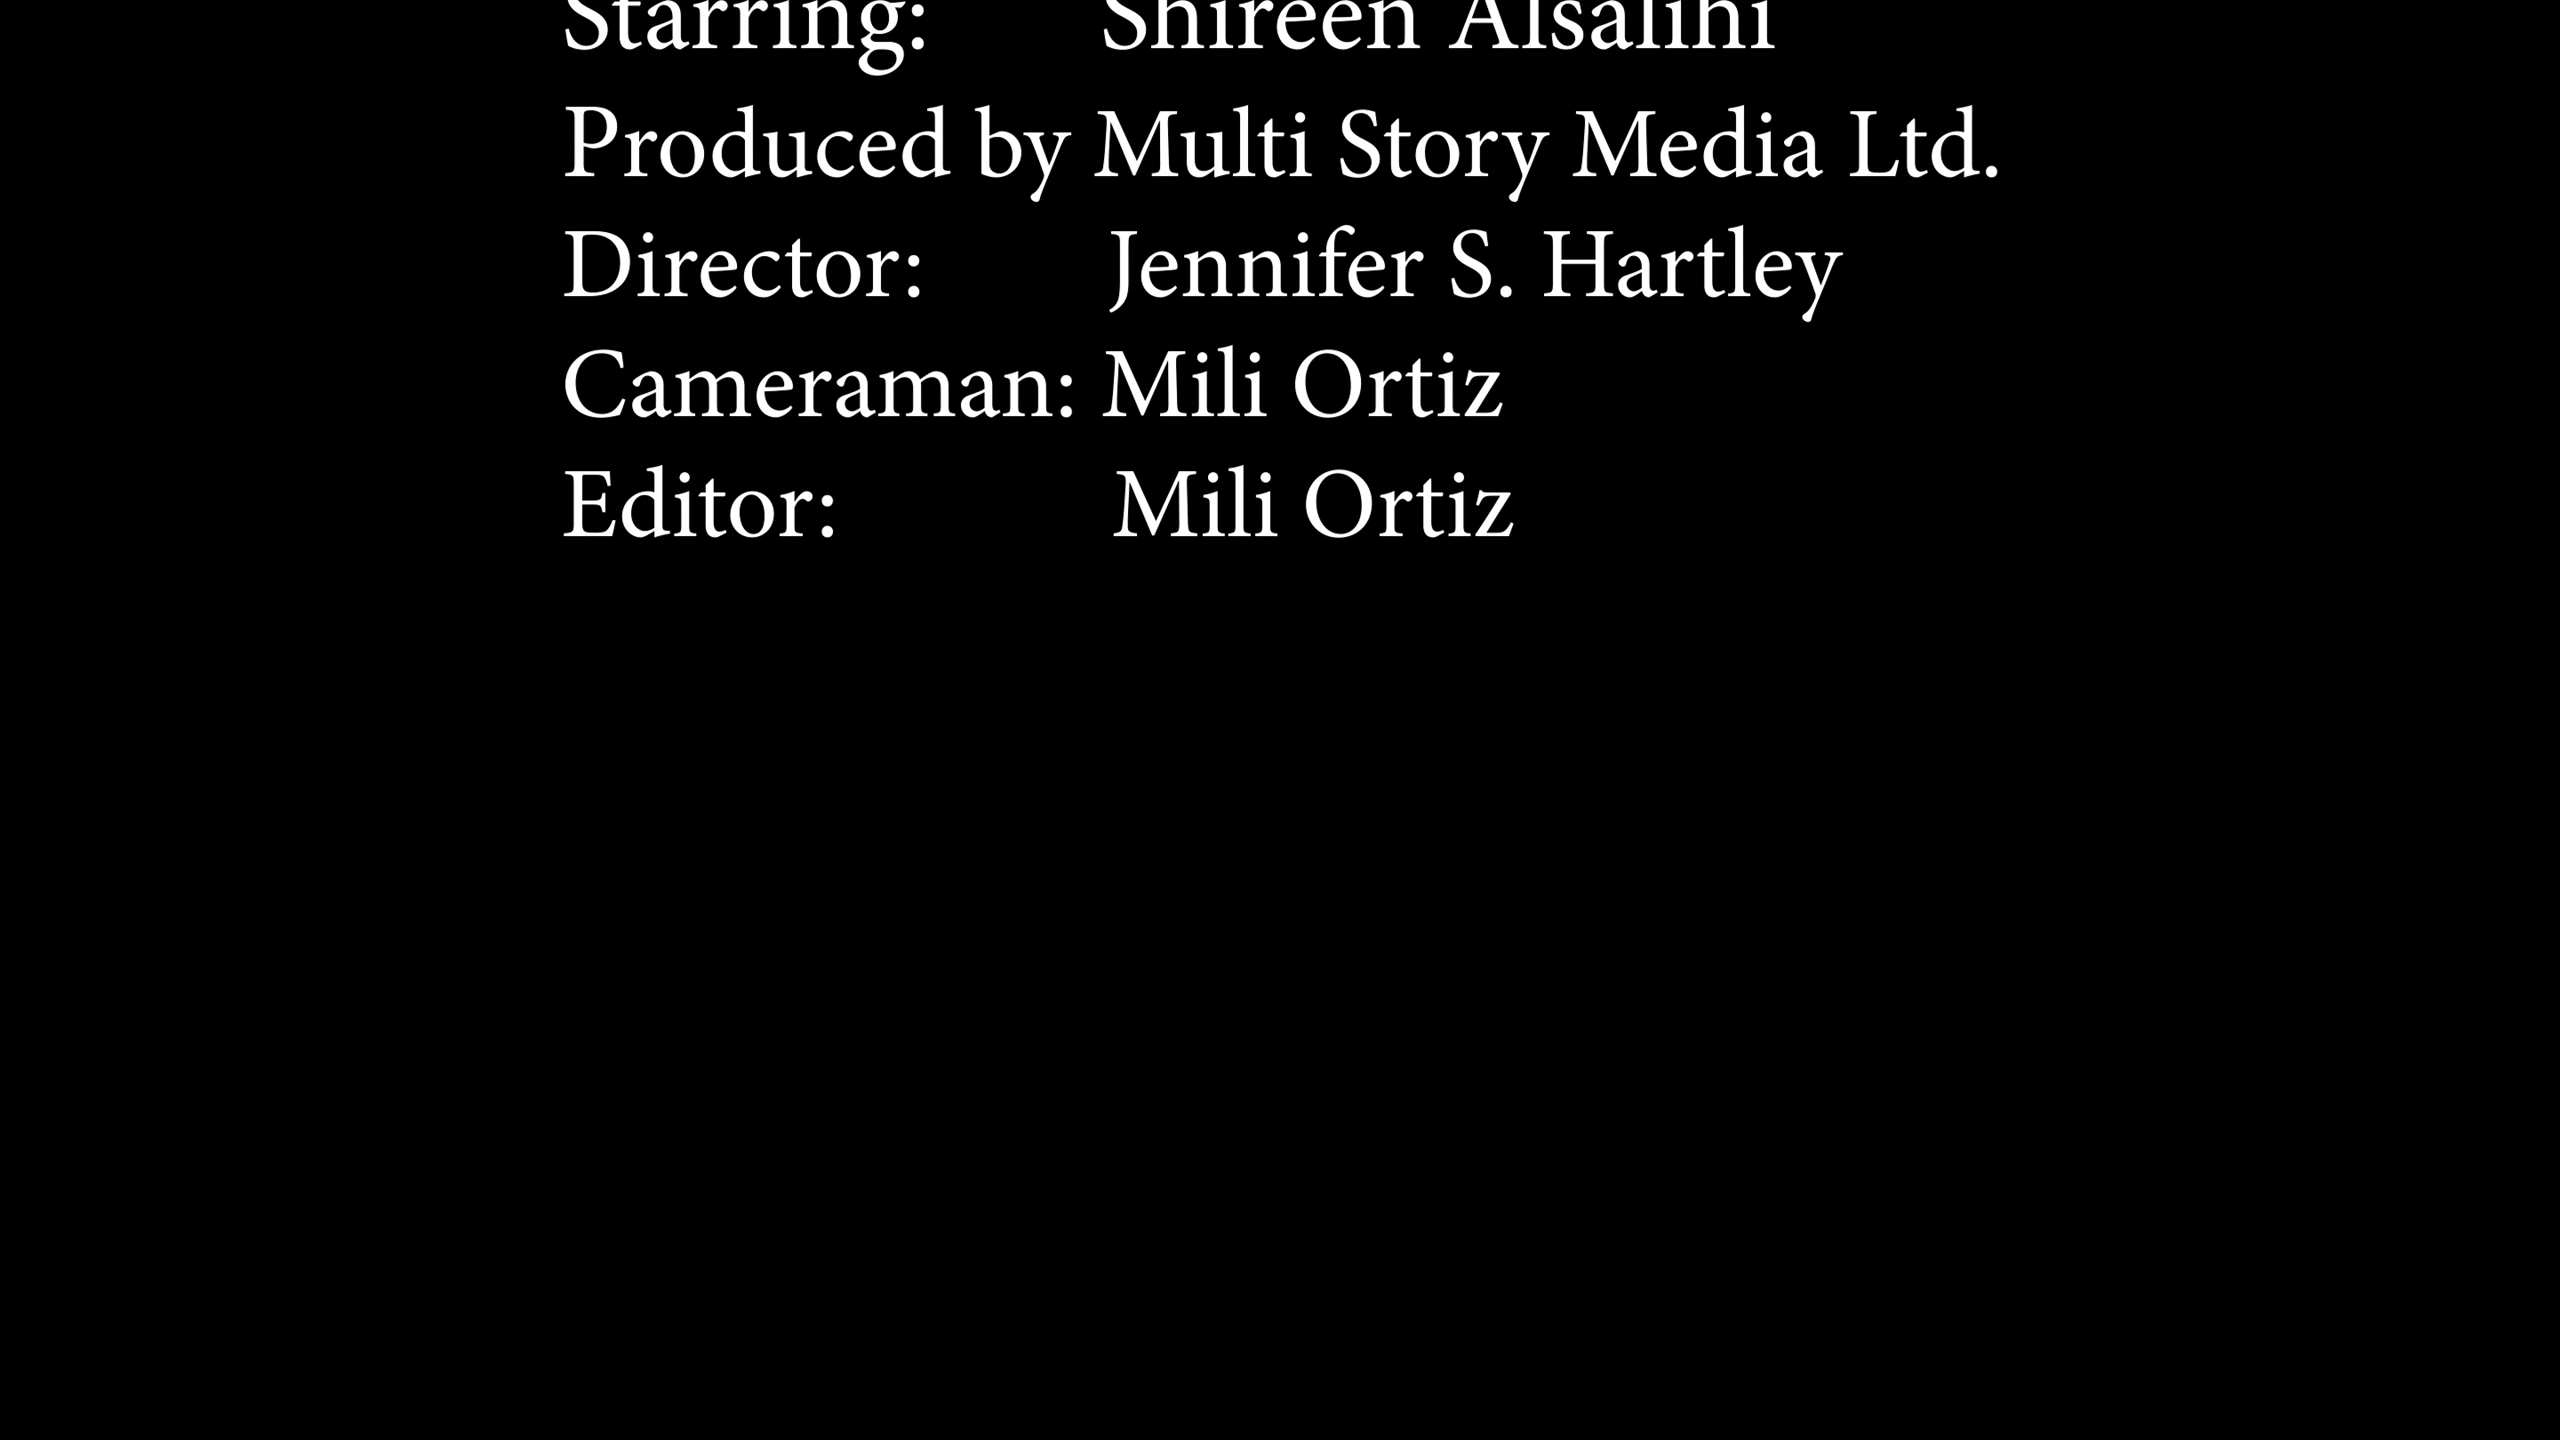 Starring: Shireen Alsalihi
Produced by Multi Story Media Ltd.
Director: Jennifer S. Hartley
Cameraman: Mili Ortiz
Editor: Mili Ortiz